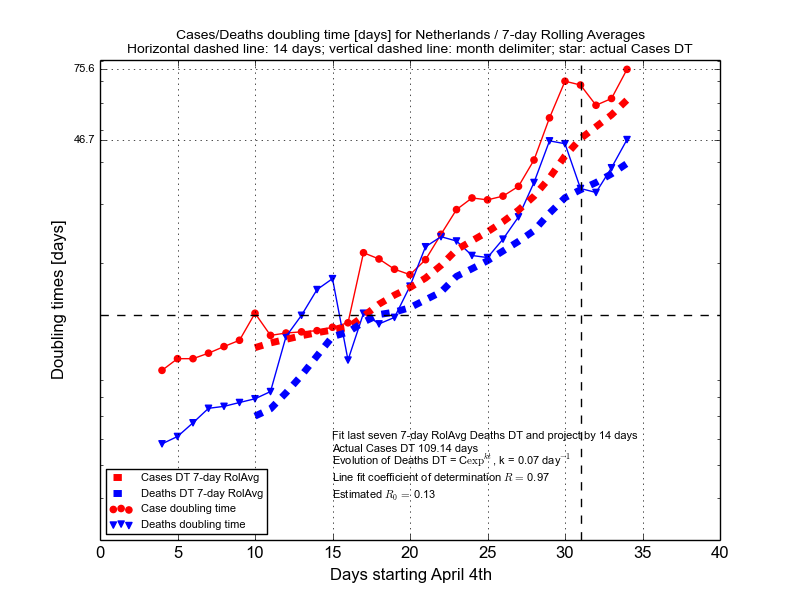 Cases/Deaths doubling time [days] for Netherlands / 7-day Rolling Averages
Horizontal dashed line: 14 days; vertical dashed line: month delimiter; star: actual Cases DT
75.6
46.7
Doubling times [days]
Fit last seven 7-day RolAvg Deaths DT and project by 14 days
Actual Cases DT 109.14 days
Evolution of Deaths DT = Cexp^kt, k = 0.07 day^−1
Line fit coefficient of determination R = 0.97
Estimated R_0 = 0.13
Cases DT 7-day RolAvg
Deaths DT 7-day RolAvg
Case doubling time
Deaths doubling time
0 5 10 15 20 25 30 35 40
Days starting April 4th